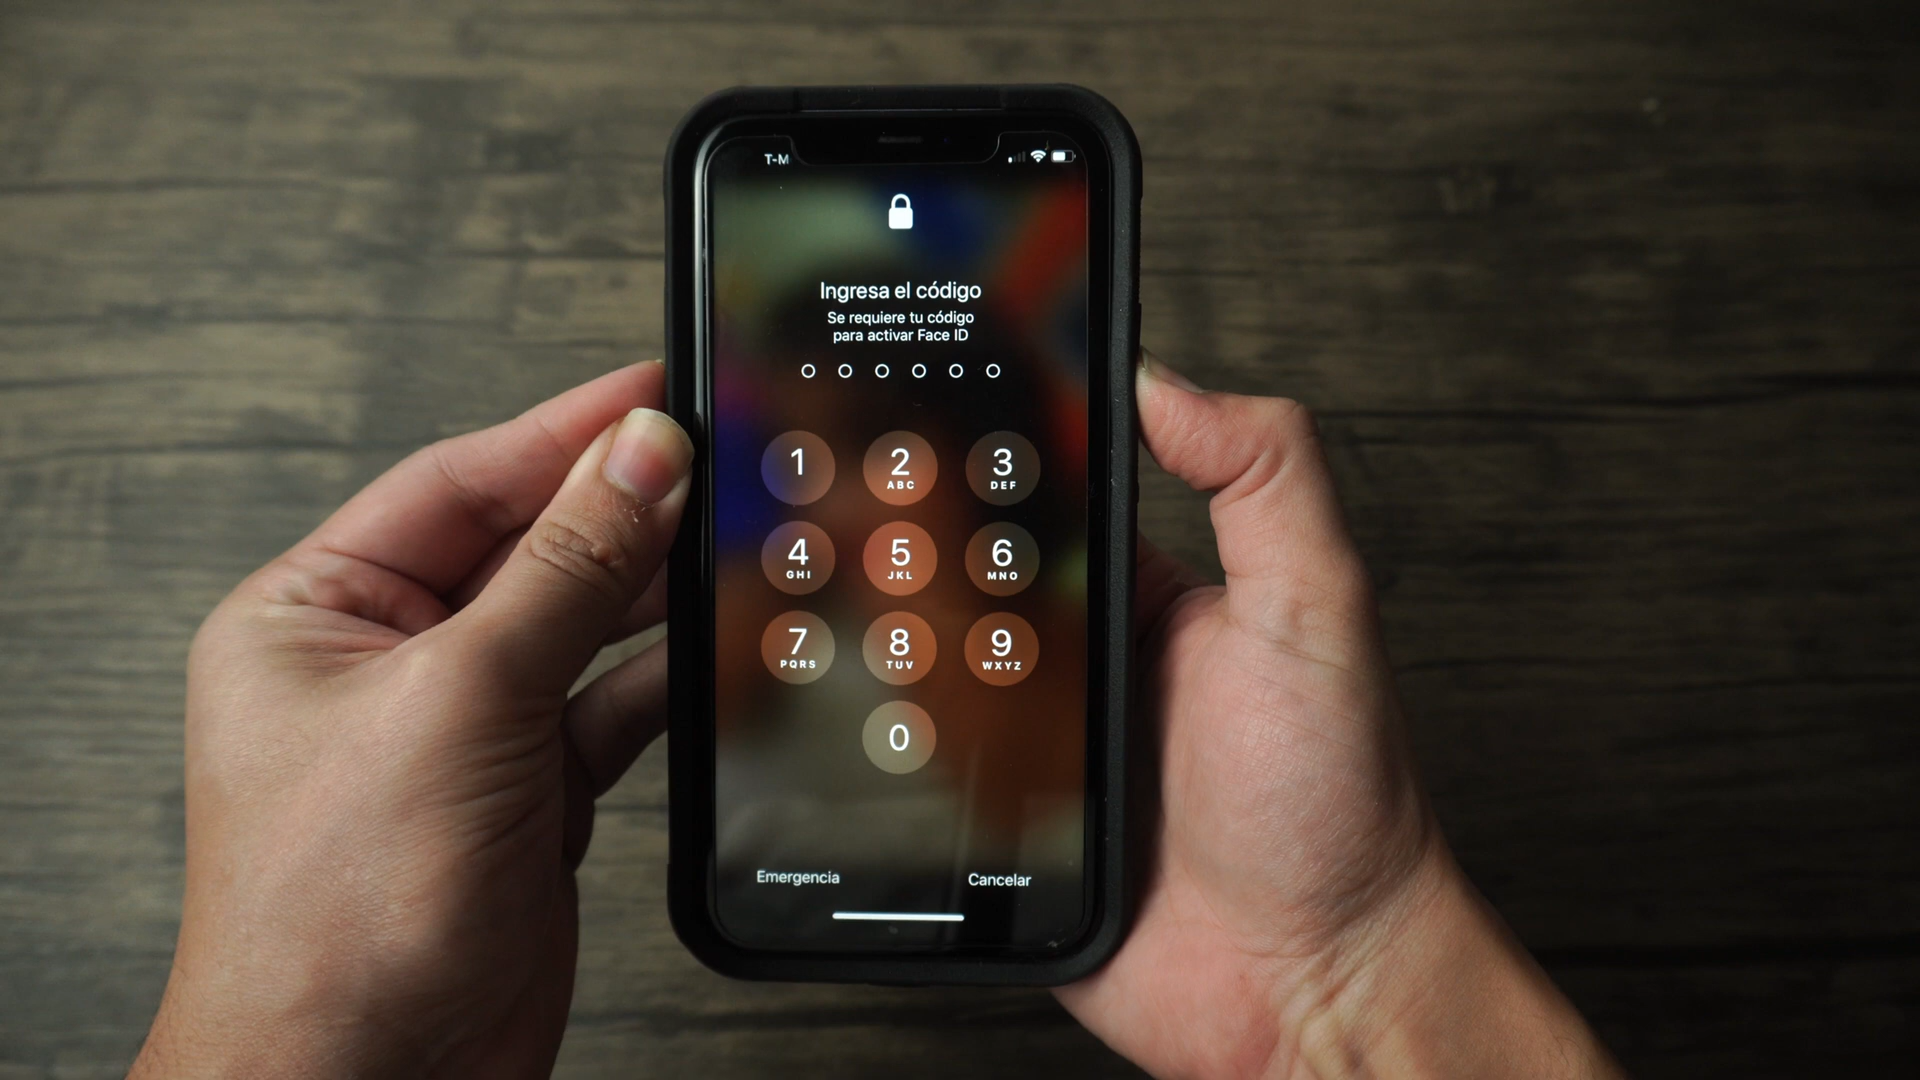 T-M
Ingresa el código
Se requiere tu código
para activar Face ID
1
2
ABC
3
DEF
4
GHI
5
JKL
6
MNO
7
PQRS
8
TUV
9
WXYZ
0
Emergencia
Cancelar